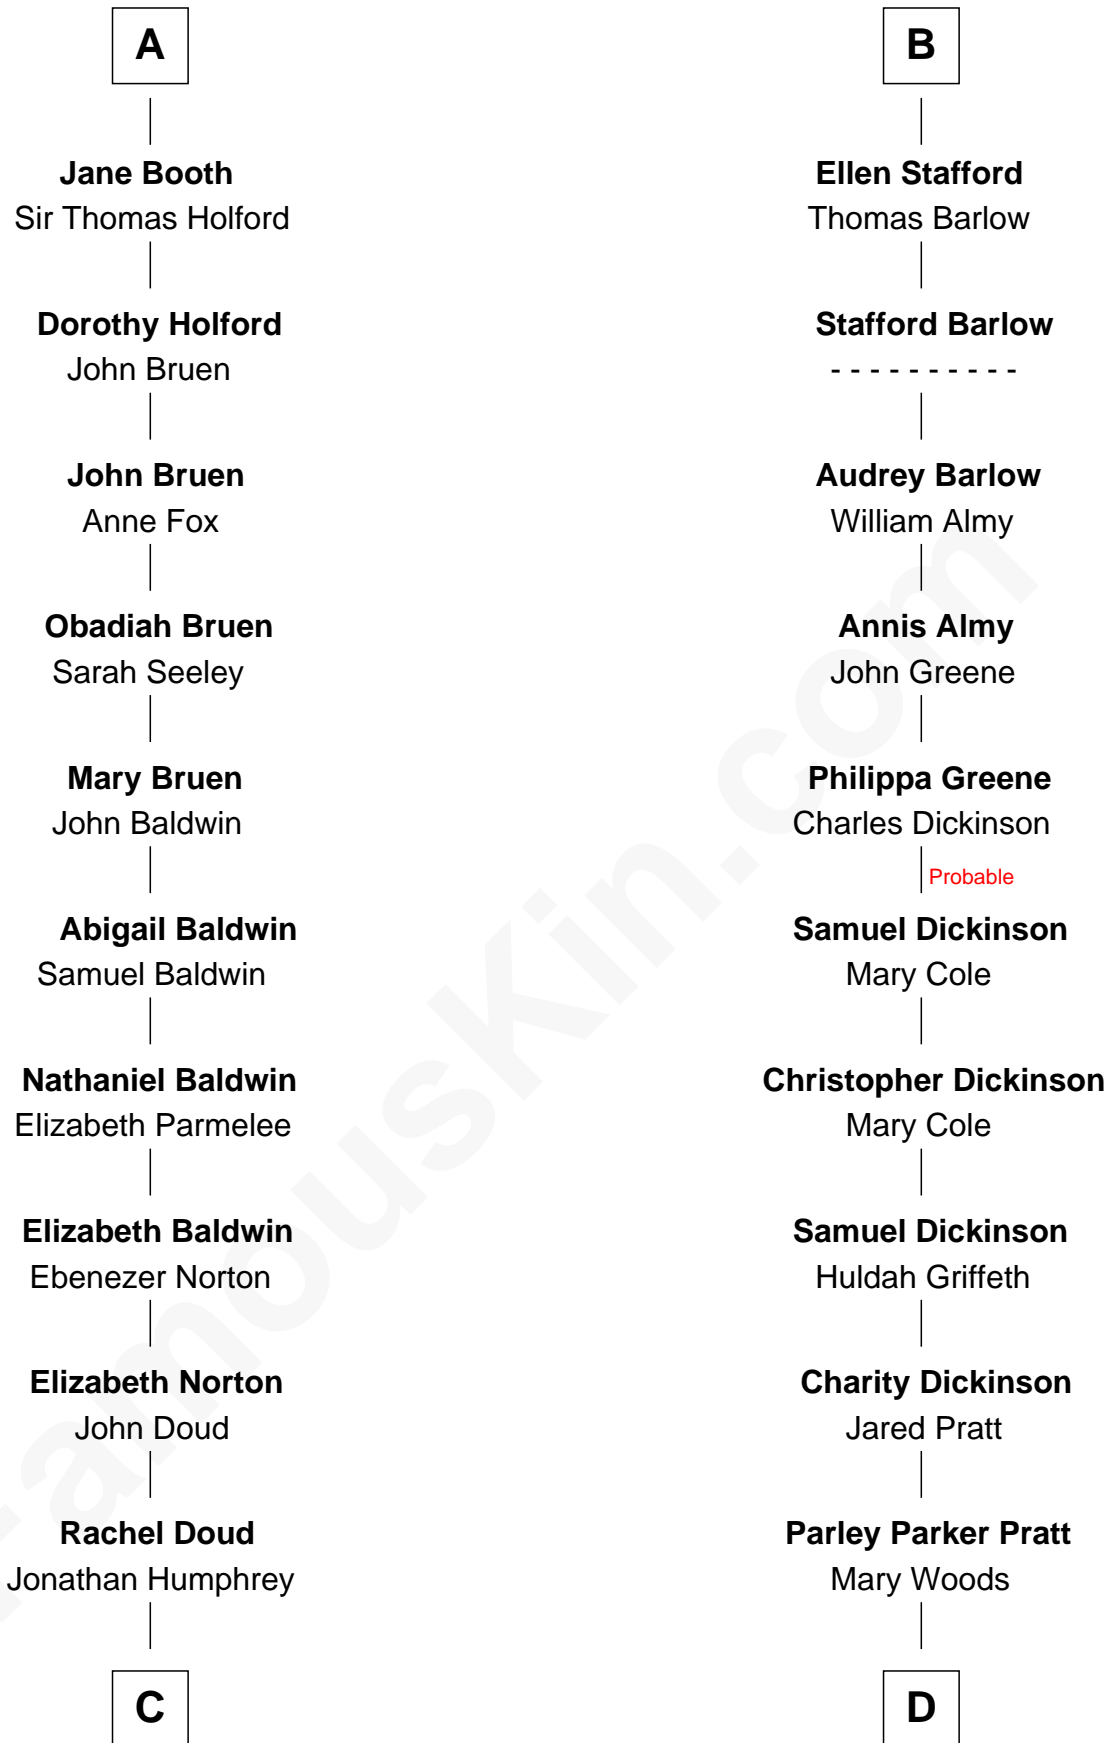 A
Jane Booth
Sir Thomas Holford
Dorothy Holford
John Bruen
John Bruen
Anne Fox
Obadiah Bruen
Sarah Seeley
Mary Bruen
John Baldwin
Abigail Baldwin
Samuel Baldwin
Nathaniel Baldwin
Elizabeth Parmelee
Elizabeth Baldwin
Ebenezer Norton
Elizabeth Norton
John Doud
Rachel Doud
Jonathan Humphrey
C
B
Ellen Stafford
Thomas Barlow
Stafford Barlow
- - - - - - - - - -
Audrey Barlow
William Almy
Annis Almy
John Greene
Philippa Greene
Charles Dickinson
Probable
Samuel Dickinson
Mary Cole
Christopher Dickinson
Mary Cole
Samuel Dickinson
Huldah Griffeth
Charity Dickinson
Jared Pratt
Parley Parker Pratt
Mary Woods
D
FamousKin.com